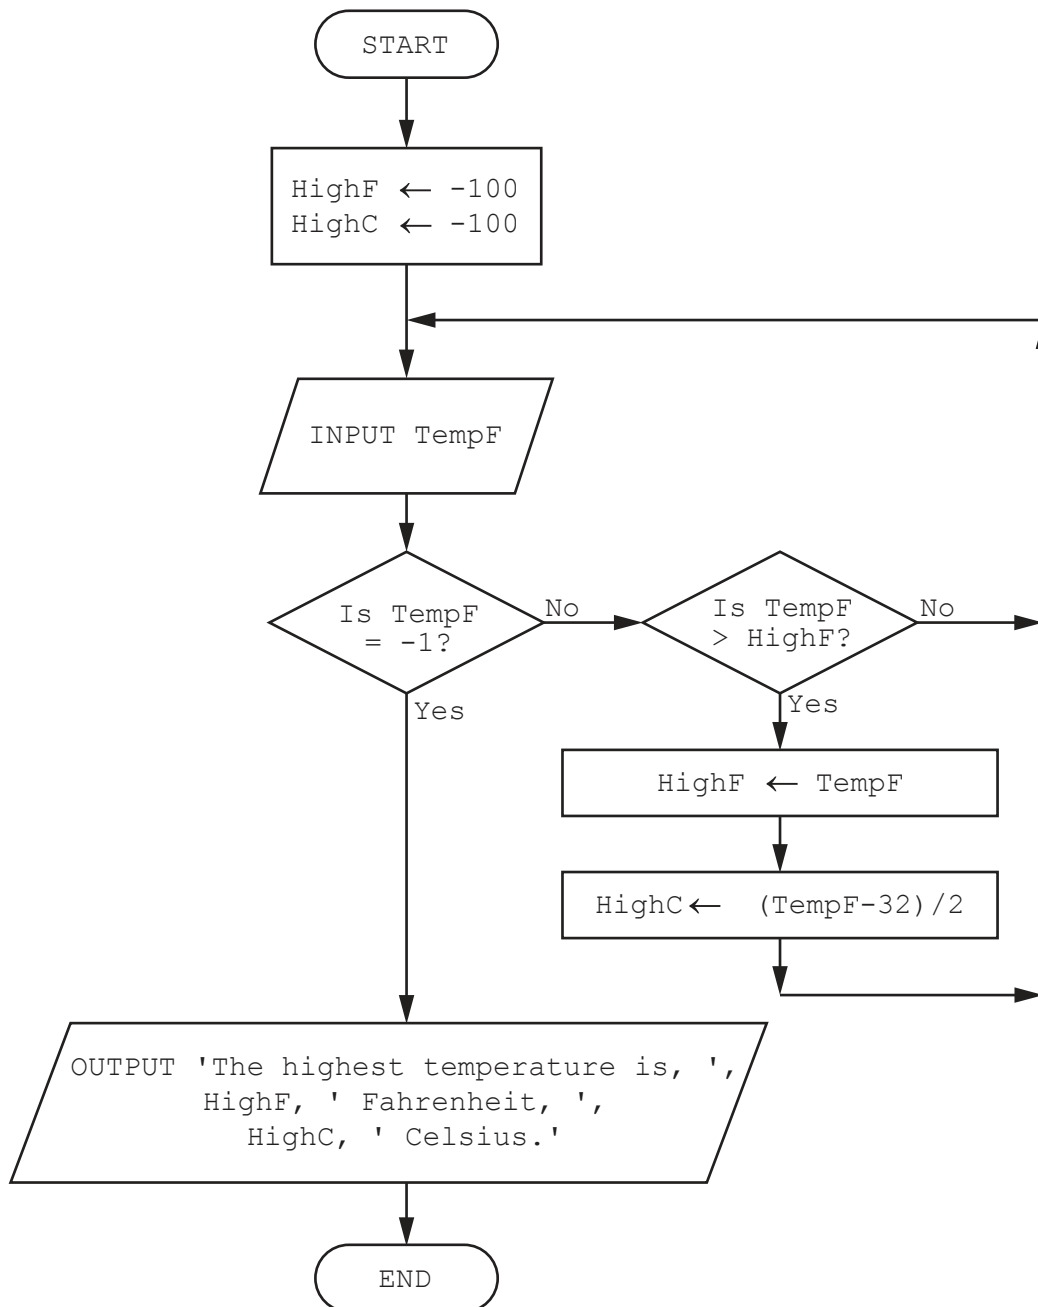 START
HighF ← -100
HighC ← -100
INPUT TempF
Is TempF
= -1?
No
Is TempF
> HighF?
No
Yes
Yes
HighF ← TempF
HighC← (TempF-32)/2
OUTPUT 'The highest temperature is, ',
HighF, ' Fahrenheit, ',
HighC, ' Celsius.'
END